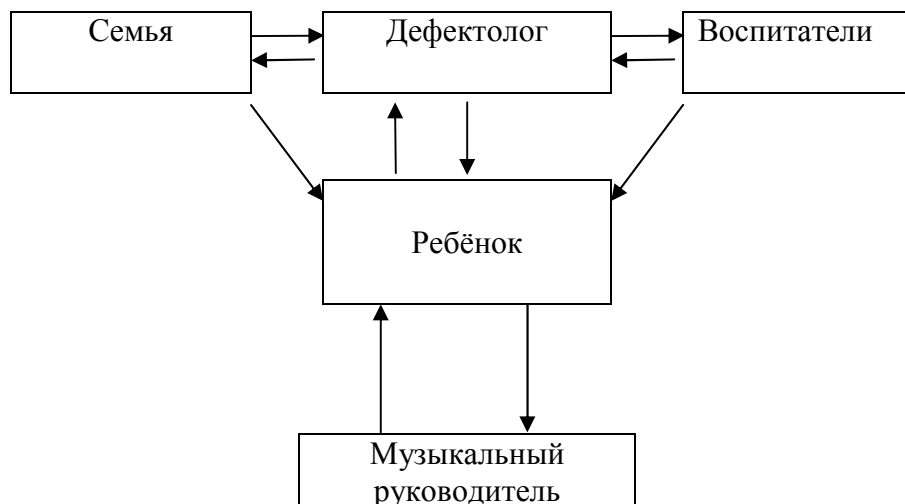 Семья
Дефектолог
Воспитатели
Ребёнок
Музыкальный
руководитель